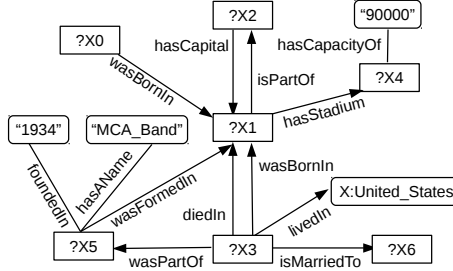 ?X2
"90000"
?X0
hasCapital
hasCapacityOf
wasBornIn
isPartOf
?X4
"1934"
"MCA_Band"
?X1
hasStadium
foundedIn
hasAName
wasFormedIn
wasBornIn
diedIn
livedIn
X:United_States
?X5
wasPartOf
?X3
isMarriedTo
?X6